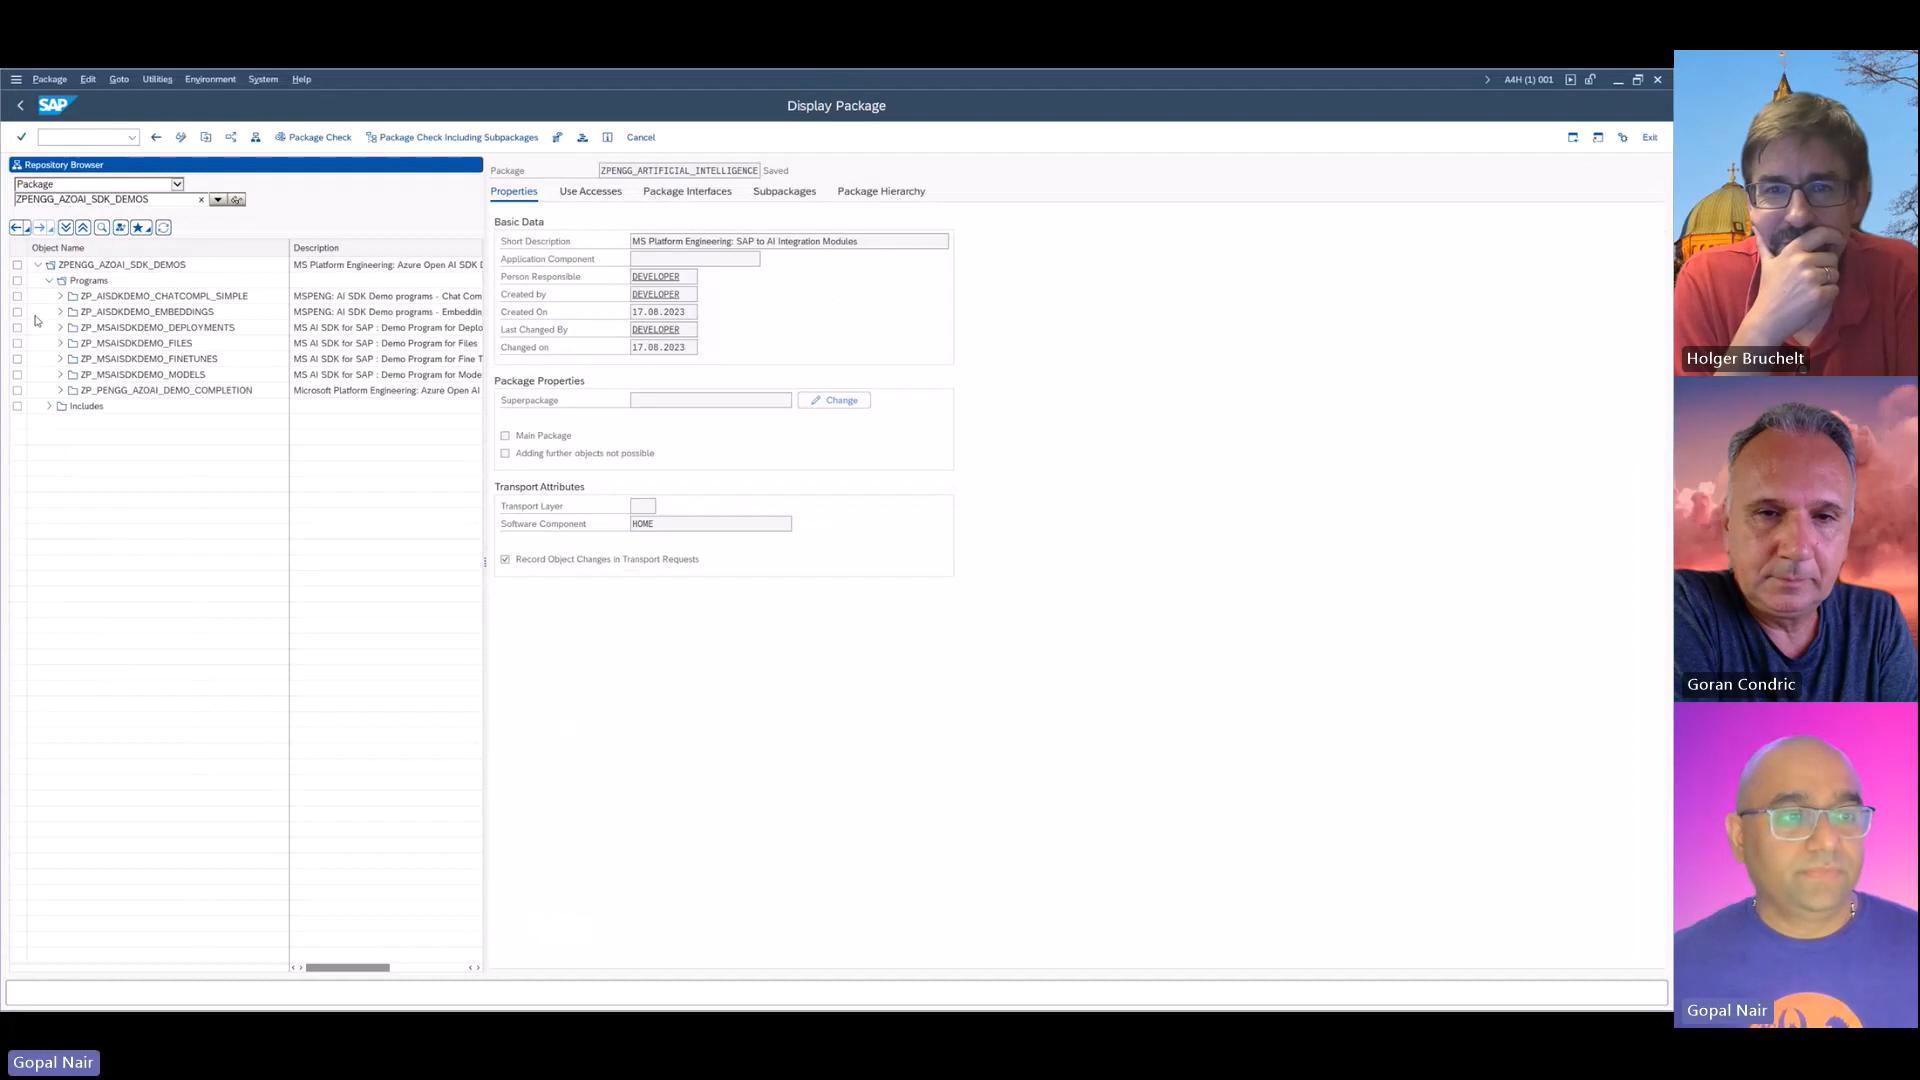 Package Edit Goto Utilities Environment System Help
A4H (1) 001
SAP
Display Package
Package Check Package Check Including Subpackages Cancel
Exit
Repository Browser
Package
ZPENGG_AZOAI_SDK_DEMOS
Object Name Description
ZPENGG_AZOAI_SDK_DEMOS MS Platform Engineering: Azure Open AI SDK D
Programs
ZP_AISDKDEMO_CHATCOMPL_SIMPLE MSPENG: AI SDK Demo programs - Chat Com
ZP_AISDKDEMO_EMBEDDINGS MSPENG: AI SDK Demo programs - Embeddin
ZP_MSAISDKDEMO_DEPLOYMENTS MS AI SDK for SAP : Demo Program for Deplo
ZP_MSAISDKDEMO_FILES MS AI SDK for SAP : Demo Program for Files
ZP_MSAISDKDEMO_FINETUNES MS AI SDK for SAP : Demo Program for Fine T
ZP_MSAISDKDEMO_MODELS MS AI SDK for SAP : Demo Program for Mode
ZP_PENGG_AZOAI_DEMO_COMPLETION Microsoft Platform Engineering: Azure Open AI
Includes
Package ZPENGG_ARTIFICIAL_INTELLIGENCE Saved
Properties Use Accesses Package Interfaces Subpackages Package Hierarchy
Basic Data
Short Description MS Platform Engineering: SAP to AI Integration Modules
Application Component
Person Responsible DEVELOPER
Created by DEVELOPER
Created On 17.08.2023
Last Changed By DEVELOPER
Changed on 17.08.2023
Package Properties
Superpackage Change
Main Package
Adding further objects not possible
Transport Attributes
Transport Layer
Software Component HOME
Record Object Changes in Transport Requests
Holger Bruchelt
Goran Condric
Gopal Nair
Gopal Nair